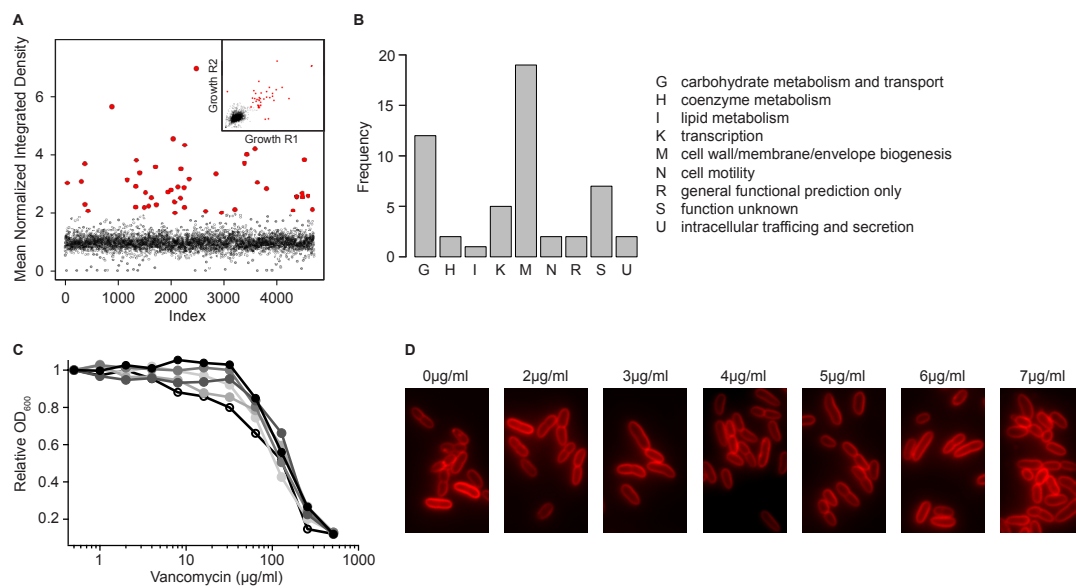 A
Mean Normalized Integrated Density
6
4
2
0
0
1000
2000
3000
4000
Index
Growth R2
Growth R1
B
Frequency
20
15
10
5
0
G
H
I
K
M
N
R
S
U
G carbohydrate metabolism and transport
H coenzyme metabolism
I lipid metabolism
K transcription
M cell wall/membrane/envelope biogenesis
N cell motility
R general functional prediction only
S function unknown
U intracellular trafficing and secretion
C
Relative OD600
1.0
0.8
0.6
0.4
0.2
1
10
100
1000
Vancomycin (µg/ml)
D
0µg/ml
2µg/ml
3µg/ml
4µg/ml
5µg/ml
6µg/ml
7µg/ml